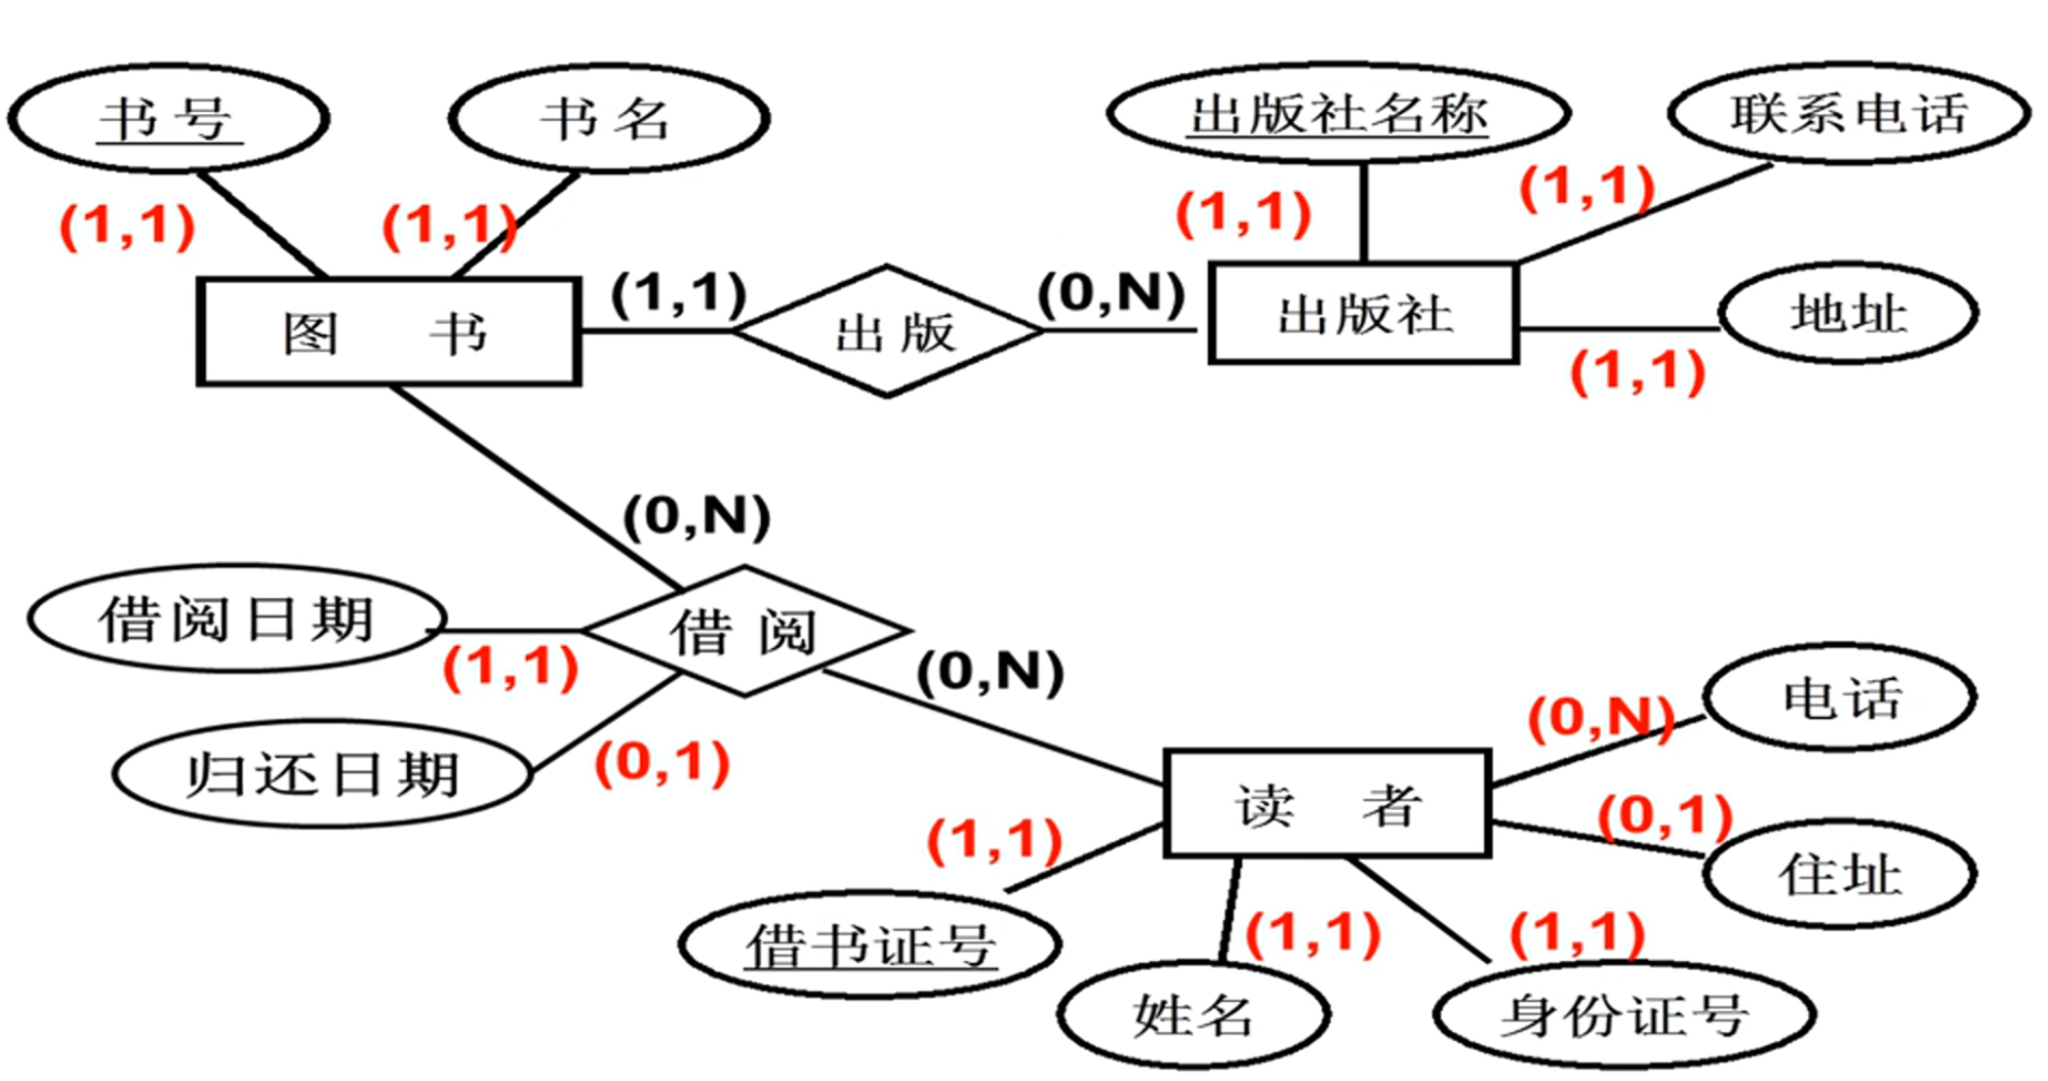 书号
书名
出版社名称
联系电话
(1,1)
(1,1)
(1,1)
(1,1)
图 书
(1,1)
出版
(0,N)
出版社
地址
(1,1)
(0,N)
借阅日期
(1,1)
借阅
(0,N)
归还日期
(0,1)
读者
(0,N)
电话
(0,1)
住址
(1,1)
借书证号
(1,1)
姓名
(1,1)
身份证号